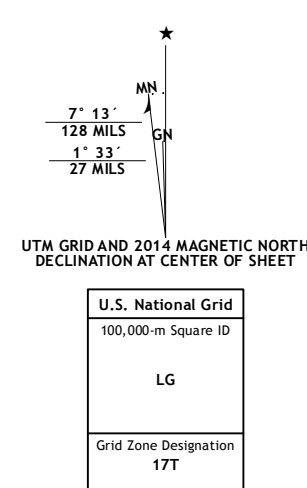 ★
MN
7° 13´
128 MILS
GN
1° 33´
27 MILS
UTM GRID AND 2014 MAGNETIC NORTH
DECLINATION AT CENTER OF SHEET
U.S. National Grid
100,000-m Square ID
LG
Grid Zone Designation
17T